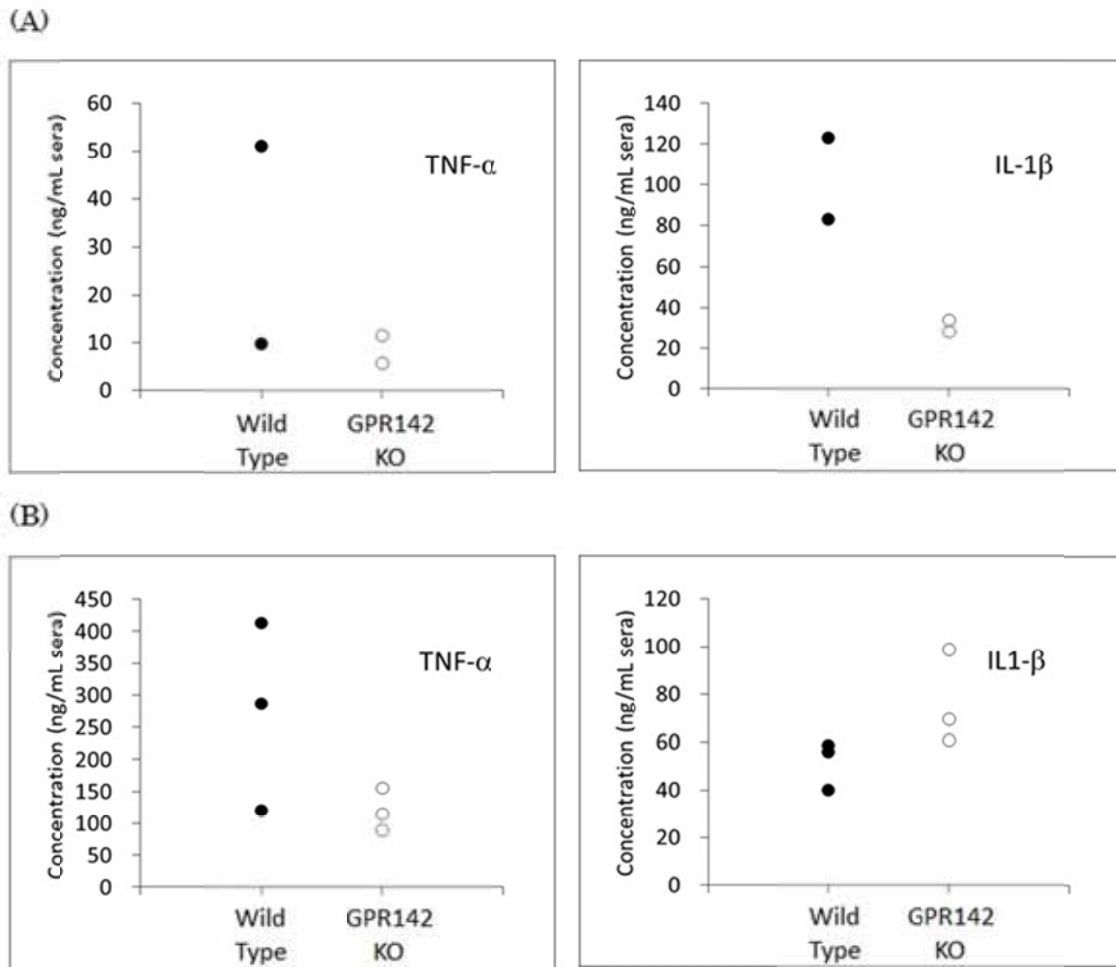 (A)
Concentration (ng/mL sera)
60
50
40
30
20
10
0
TNF-α
Wild
Type
GPR142
KO
Concentration (ng/mL sera)
140
120
100
80
60
40
20
0
IL-1β
Wild
Type
GPR142
KO
(B)
Concentration (ng/mL sera)
450
400
350
300
250
200
150
100
50
0
TNF-α
Wild
Type
GPR142
KO
Concentration (ng/mL sera)
120
100
80
60
40
20
0
IL1-β
Wild
Type
GPR142
KO